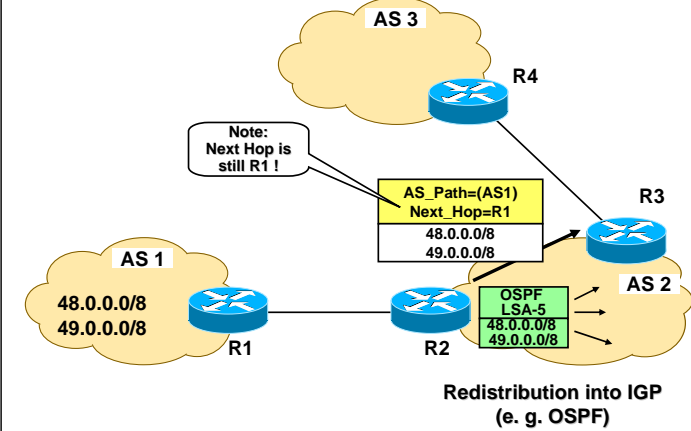 AS 3
R4
Note:
Next Hop is
still R1 !
AS_Path=(AS1)
Next_Hop=R1
48.0.0.0/8
49.0.0.0/8
R3
AS 1
48.0.0.0/8
49.0.0.0/8
R1
R2
OSPF
LSA-5
48.0.0.0/8
49.0.0.0/8
AS 2
Redistribution into IGP
(e. g. OSPF)